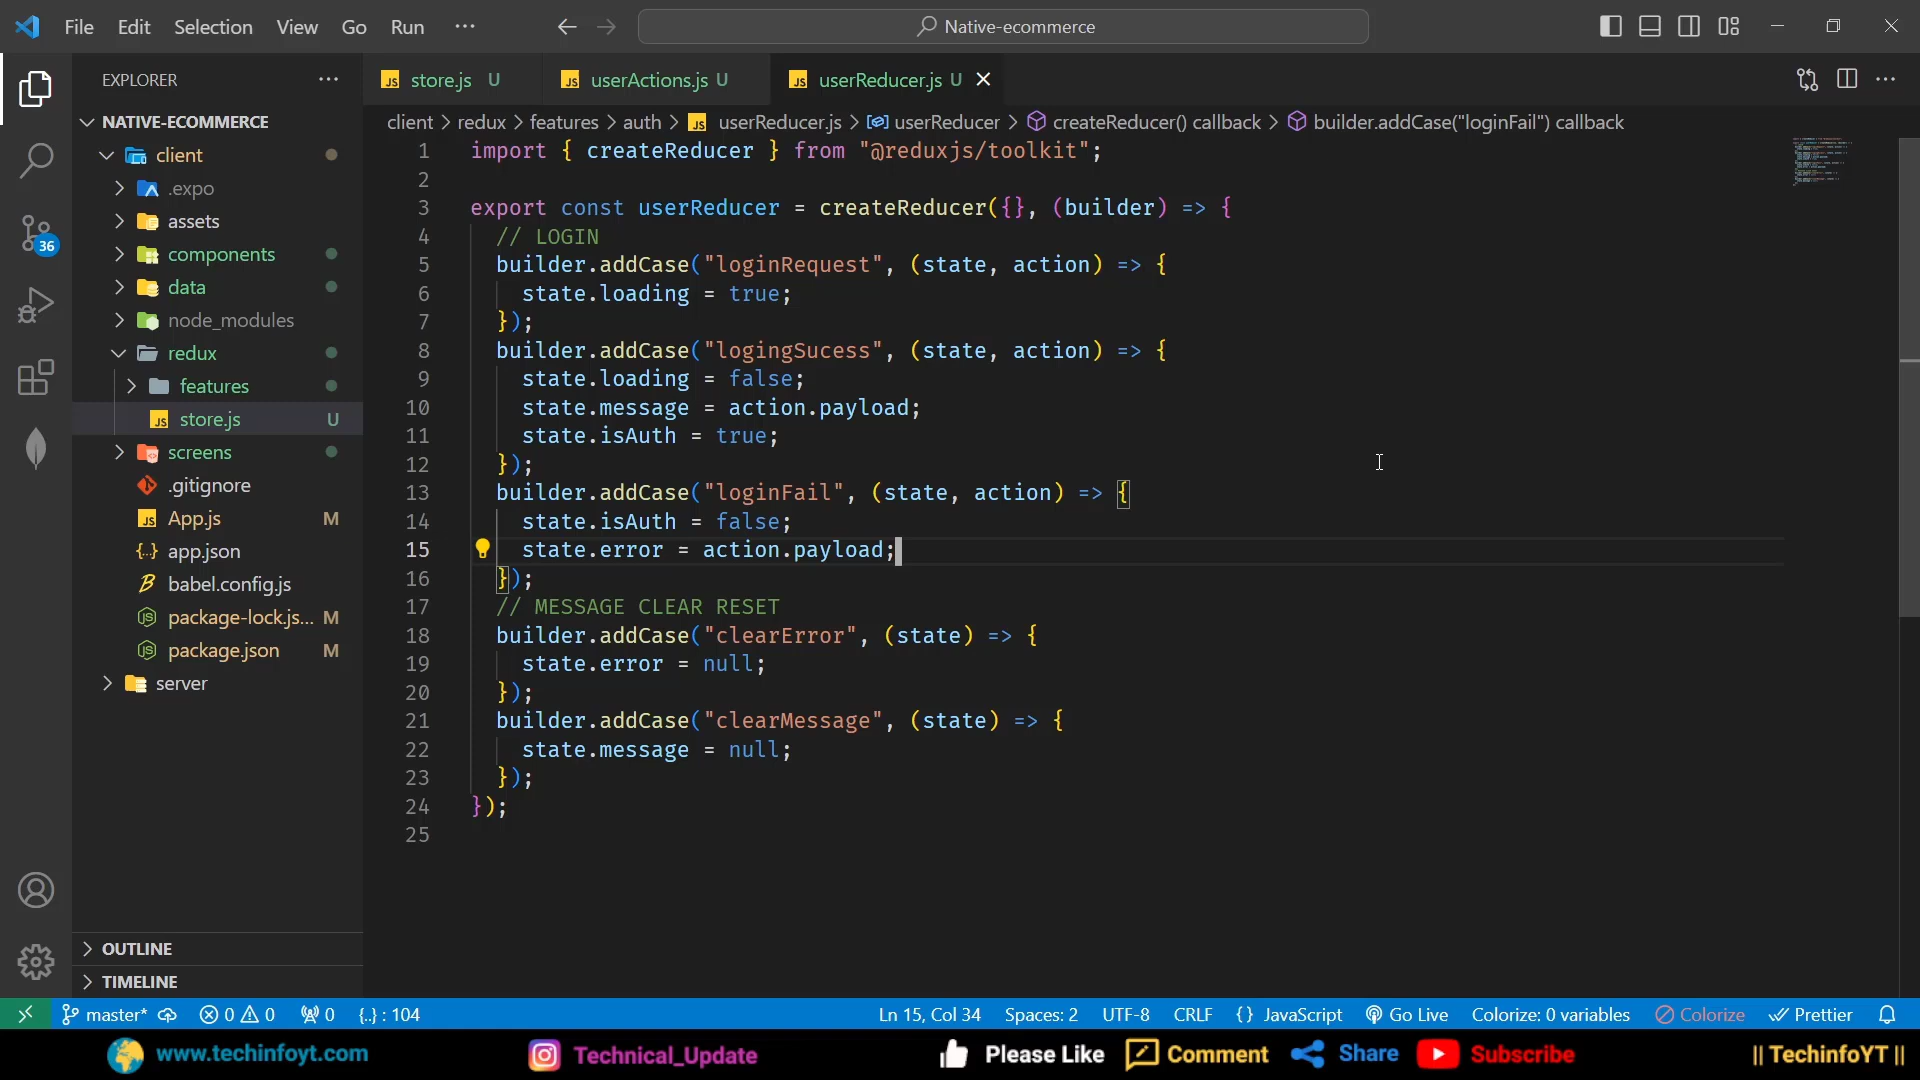 File Edit Selection View Go Run ··· Native-ecommerce
EXPLORER ···
NATIVE-ECOMMERCE
client
.expo
assets
components
data
node_modules
redux
features
store.js U
screens
.gitignore
App.js M
app.json
babel.config.js
package-lock.js... M
package.json M
server
OUTLINE
TIMELINE
36
store.js U userActions.js U userReducer.js U
client > redux > features > auth > JS userReducer.js > userReducer > createReducer() callback > builder.addCase("loginFail") callback
1 import { createReducer } from "@reduxjs/toolkit";
2
3 export const userReducer = createReducer({}, (builder) => {
4 // LOGIN
5 builder.addCase("loginRequest", (state, action) => {
6 state.loading = true;
7 });
8 builder.addCase("logingSucess", (state, action) => {
9 state.loading = false;
10 state.message = action.payload;
11 state.isAuth = true;
12 });
13 builder.addCase("loginFail", (state, action) => {
14 state.isAuth = false;
15 state.error = action.payload;
16 });
17 // MESSAGE CLEAR RESET
18 builder.addCase("clearError", (state) => {
19 state.error = null;
20 });
21 builder.addCase("clearMessage", (state) => {
22 state.message = null;
23 });
24 });
25
master* 0 0 0 {..} : 104 Ln 15, Col 34 Spaces: 2 UTF-8 CRLF {} JavaScript Go Live Colorize: 0 variables Colorize Prettier
www.techinfoyt.com Technical_Update Please Like Comment Share Subscribe || TechinfoYT ||